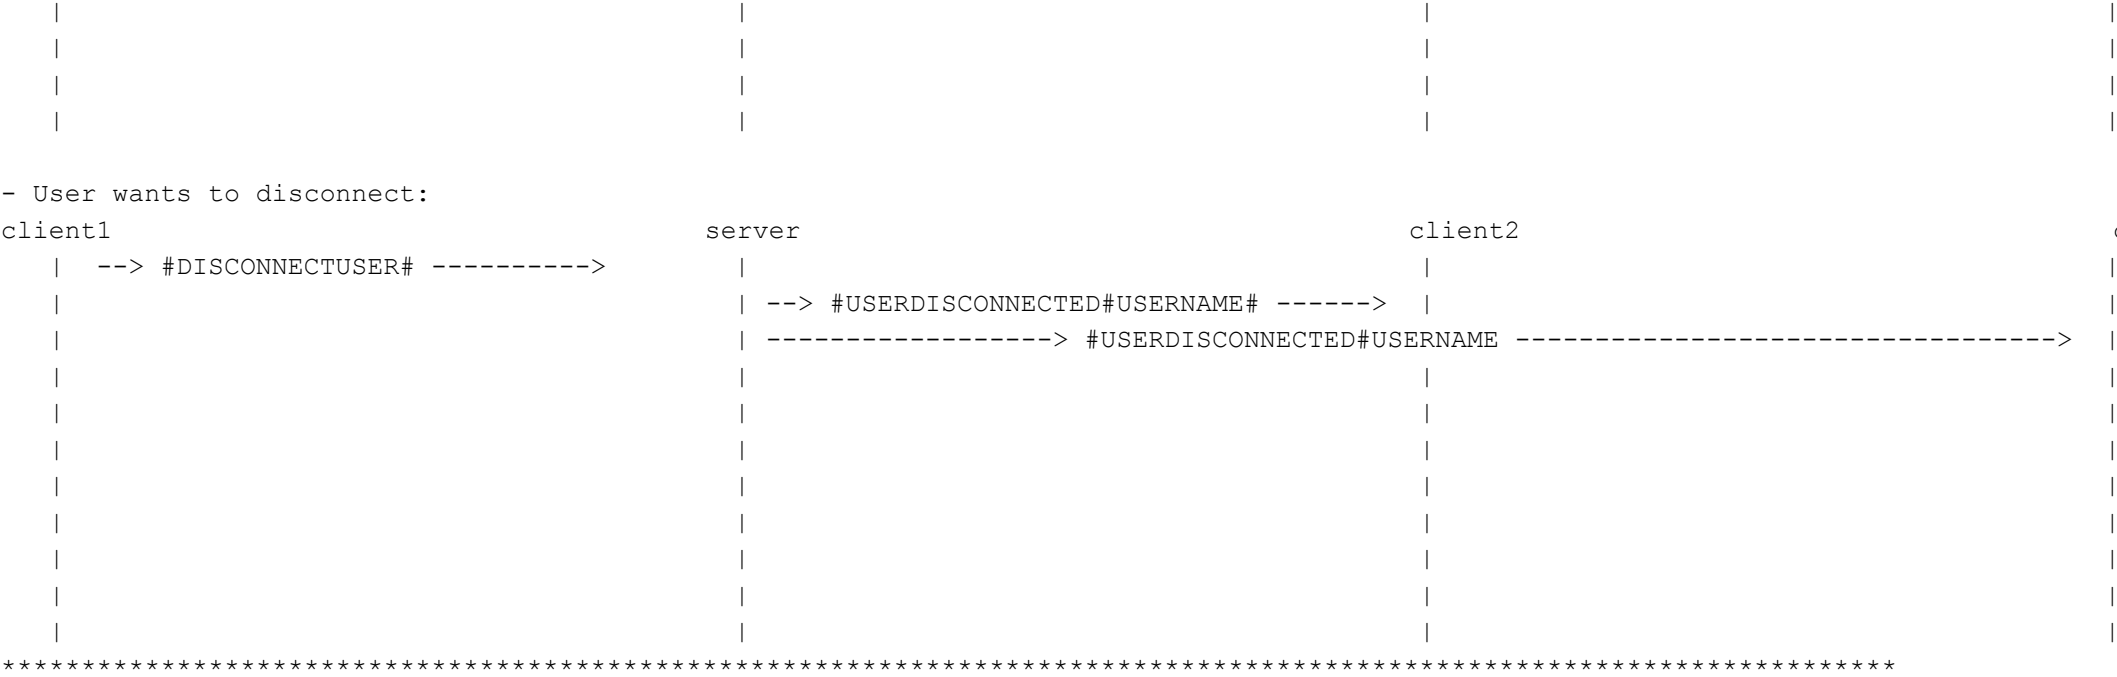 | | | |
| | | |
| | | |
| | | |
- User wants to disconnect:
client1 server client2
| --> #DISCONNECTUSER# ----------> | | |
| | --> #USERDISCONNECTED#USERNAME# ------> | |
| | ------------------> #USERDISCONNECTED#USERNAME ----------------------------------> |
| | | |
| | | |
| | | |
| | | |
| | | |
| | | |
| | | |
| | | |
***********************************************************************************************************************